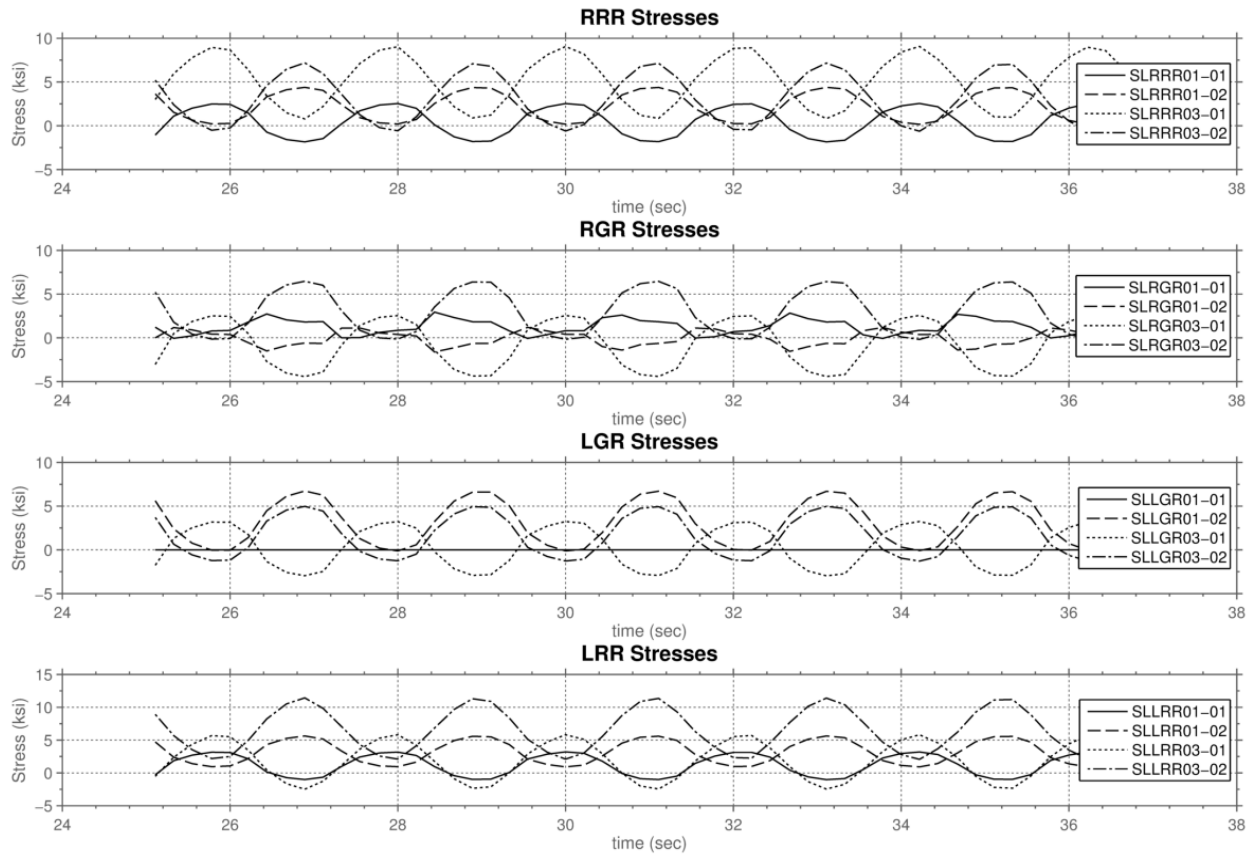 RRR Stresses
10
5
0
−5
Stress (ksi)
24 26 28 30 32 34 36 38
time (sec)
SLRRR01−01
SLRRR01−02
SLRRR03−01
SLRRR03−02
RGR Stresses
10
5
0
−5
Stress (ksi)
24 26 28 30 32 34 36 38
time (sec)
SLRGR01−01
SLRGR01−02
SLRGR03−01
SLRGR03−02
LGR Stresses
10
5
0
−5
Stress (ksi)
24 26 28 30 32 34 36 38
time (sec)
SLLGR01−01
SLLGR01−02
SLLGR03−01
SLLGR03−02
LRR Stresses
15
10
5
0
−5
Stress (ksi)
24 26 28 30 32 34 36 38
time (sec)
SLLRR01−01
SLLRR01−02
SLLRR03−01
SLLRR03−02